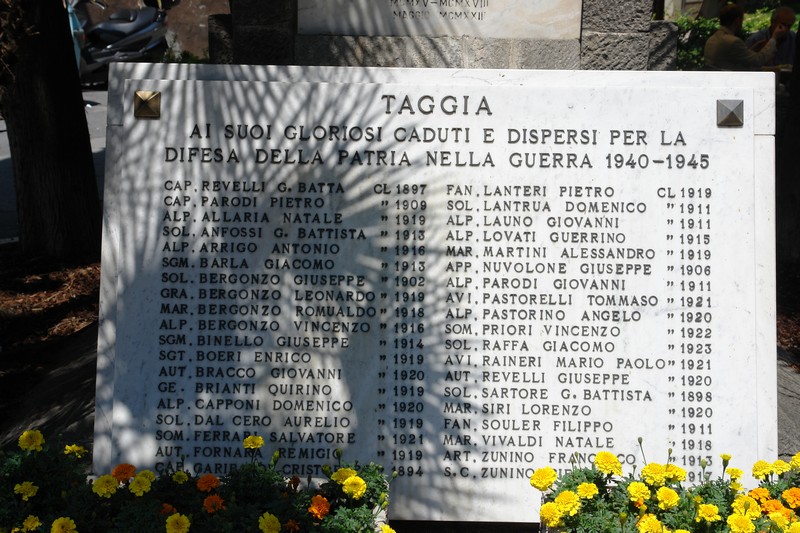 MCMXV-MCMXVIII
MAGGIO MCMXXII
TAGGIA
AI SUOI GLORIOSI CADUTI E DISPERSI PER LA
DIFESA DELLA PATRIA NELLA GUERRA 1940-1945
CAP. REVELLI G. BATTA CL 1897
CAP. PARODI PIETRO " 1909
ALP. ALLARIA NATALE " 1919
SOL. ANFOSSI G. BATTISTA " 1913
ALP. ARRIGO ANTONIO " 1916
SGM. BARLA GIACOMO " 1913
SOL. BERGONZO GIUSEPPE " 1902
GRA. BERGONZO LEONARDO " 1919
MAR. BERGONZO ROMUALDO " 1918
ALP. BERGONZO VINCENZO " 1916
SGM. BINELLO GIUSEPPE " 1914
SGT. BOERI ENRICO " 1919
AUT. BRACCO GIOVANNI " 1920
GE. BRIANTI QUIRINO " 1919
ALP. CAPPONI DOMENICO " 1920
SOL. DAL CERO AURELIO " 1919
SOM. FERRARI SALVATORE " 1921
AUT. FORNARA REMIGIO " 1919
CAP. 1894
FAN. LANTERI PIETRO CL 1919
SOL. LANTRUA DOMENICO " 1911
ALP. LAUNO GIOVANNI " 1911
ALP. LOVATI GUERRINO " 1915
MAR. MARTINI ALESSANDRO " 1919
APP. NUVOLONE GIUSEPPE " 1906
ALP. PARODI GIOVANNI " 1911
AVI. PASTORELLI TOMMASO " 1921
ALP. PASTORINO ANGELO " 1920
SOM. PRIORI VINCENZO " 1922
SOL. RAFFA GIACOMO " 1923
AVI. RAINERI MARIO PAOLO " 1921
AUT. REVELLI GIUSEPPE " 1920
SOL. SARTORE G. BATTISTA " 1898
MAR. SIRI LORENZO " 1920
FAN. SOULER FILIPPO " 1911
MAR. VIVALDI NATALE " 1918
ART. ZUNINO FRANCESCO " 1913
S.C. ZUNINO